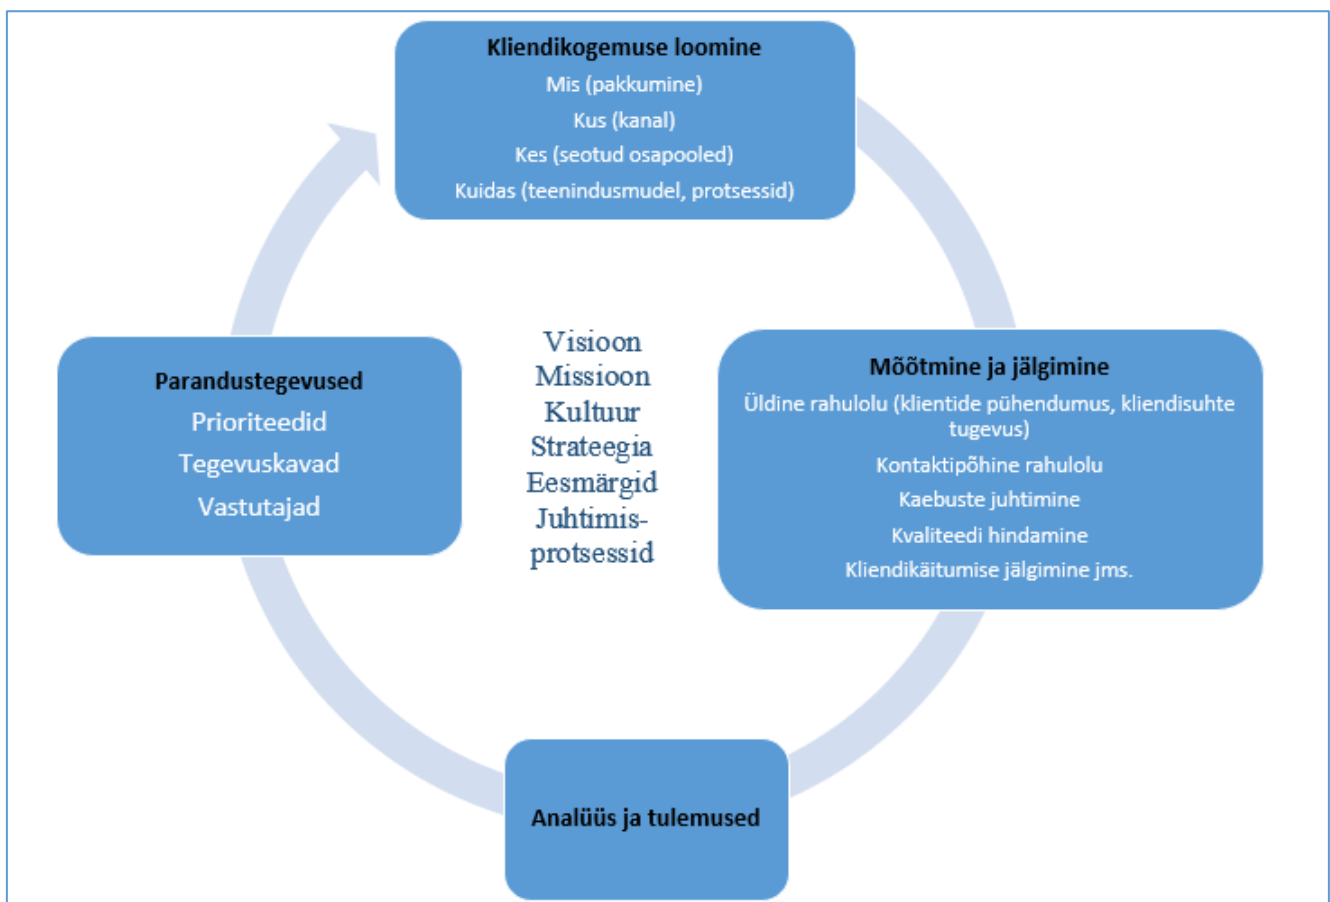 Kliendikogemuse loomine
Mis (pakkumine)
Kus (kanal)
Kes (seotud osapooled)
Kuidas (teenindusmudel, protsessid)
Mõõtmine ja jälgimine
Üldine rahulolu (klientide pühendumus, kliendisuhte
tugevus)
Kontaktipõhine rahulolu
Kaebuste juhtimine
Kvaliteedi hindamine
Kliendikäitumise jälgimine jms.
Analüüs ja tulemused
Parandustegevused
Prioriteedid
Tegevuskavad
Vastutajad
Visioon
Missioon
Kultuur
Strateegia
Eesmärgid
Juhtimis-
protsessid